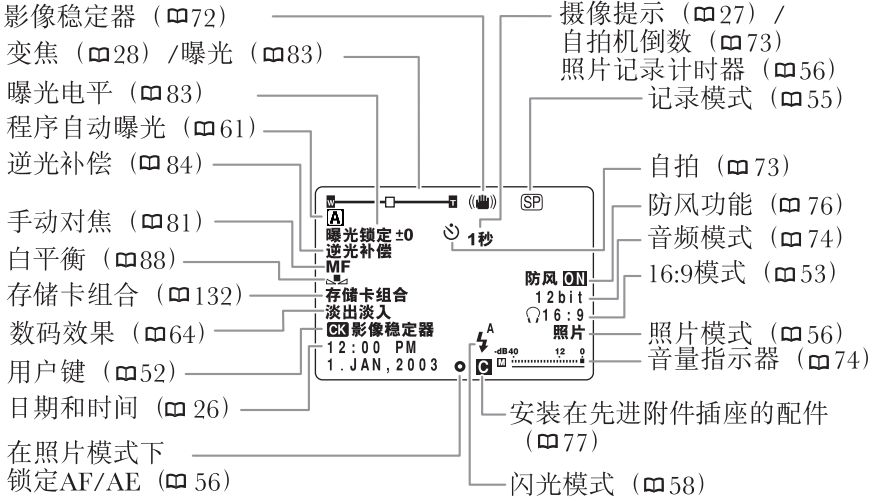 影像稳定器（72）
变焦（28）/曝光（83）
曝光电平（83）
程序自动曝光（61）
逆光补偿（84）
手动对焦（81）
白平衡（88）
存储卡组合（132）
数码效果（64）
用户键（52）
日期和时间（26）
在照片模式下
锁定AF/AE（56）
摄像提示（27）/
自拍机倒数（73）
照片记录计时器（56）
记录模式（55）
自拍（73）
防风功能（76）
音频模式（74）
16:9模式（53）
照片模式（56）
音量指示器（74）
安装在先进附件插座的配件
（77）
闪光模式（58）
W T SP
A
曝光锁定±0
1秒
逆光补偿
MF
防风 ON
存储卡组合 12bit
淡出淡入 16:9
CK影像稳定器 照片
A
12:00 PM
-dB40 12 0
M
1.JAN,2003
C